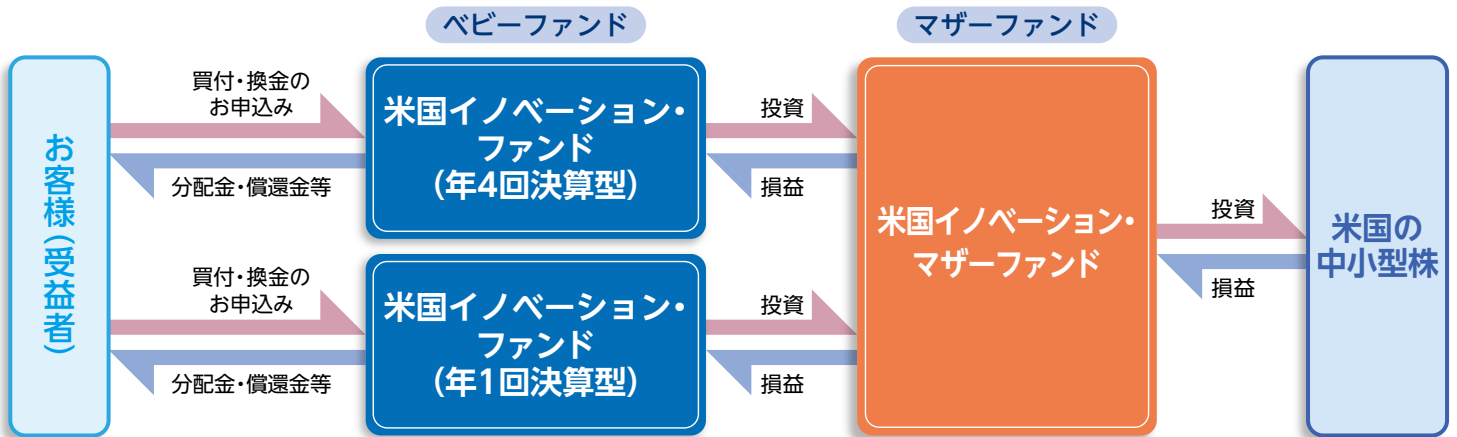 ベビーファンド
マザーファンド
お客様（受益者）
買付・換金の
お申込み
分配金・償還金等
米国イノベーション・
ファンド
（年4回決算型）
投資
損益
買付・換金の
お申込み
分配金・償還金等
米国イノベーション・
ファンド
（年1回決算型）
投資
損益
米国イノベーション・
マザーファンド
投資
損益
米国の
中小型株